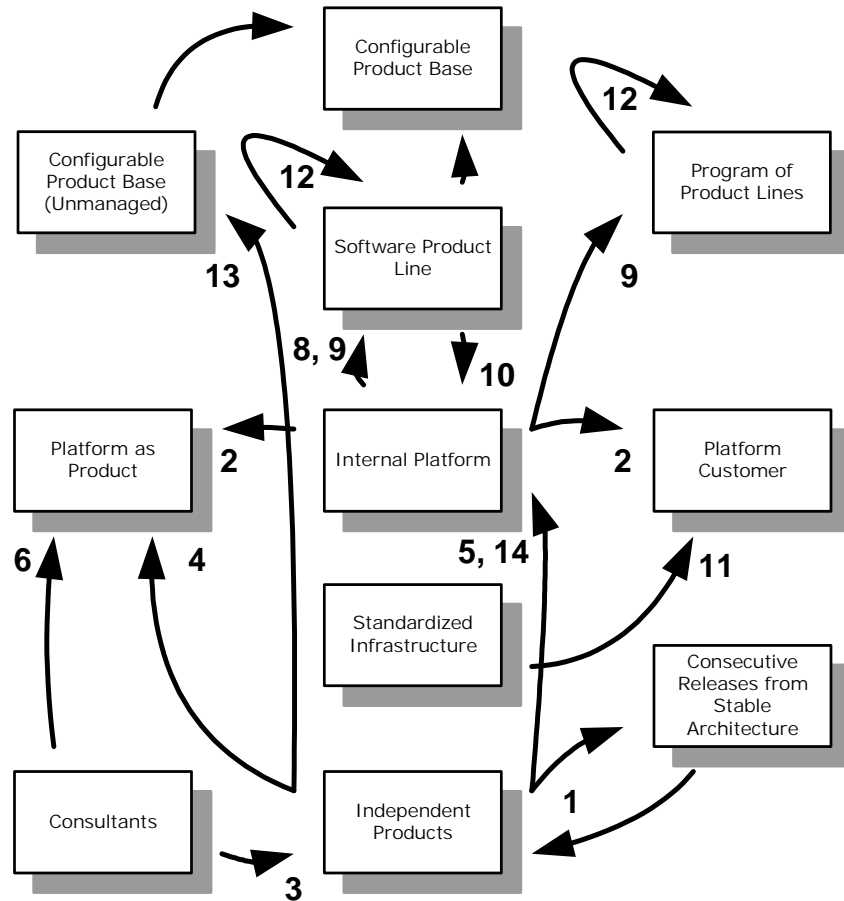 Configurable
Product Base
12
Configurable
Product Base
(Unmanaged)
12
Program of
Product Lines
Software Product
Line
13
9
8, 9
10
Platform as
Product
2
Internal Platform
2
Platform
Customer
6
4
5, 14
11
Standardized
Infrastructure
Consecutive
Releases from
Stable
Architecture
Consultants
Independent
Products
1
3